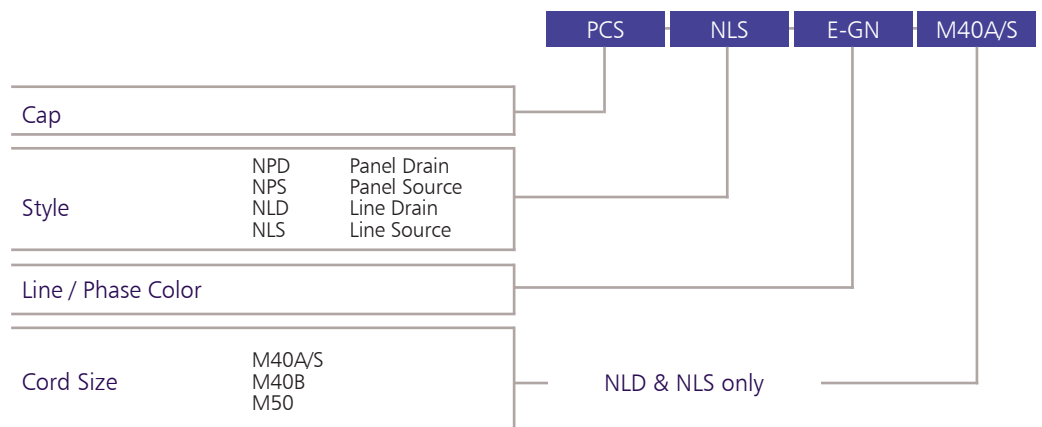 PCS NLS E-GN M40A/S
Cap
Style
NPD Panel Drain
NPS Panel Source
NLD Line Drain
NLS Line Source
Line / Phase Color
Cord Size
M40A/S
M40B
M50
NLD & NLS only